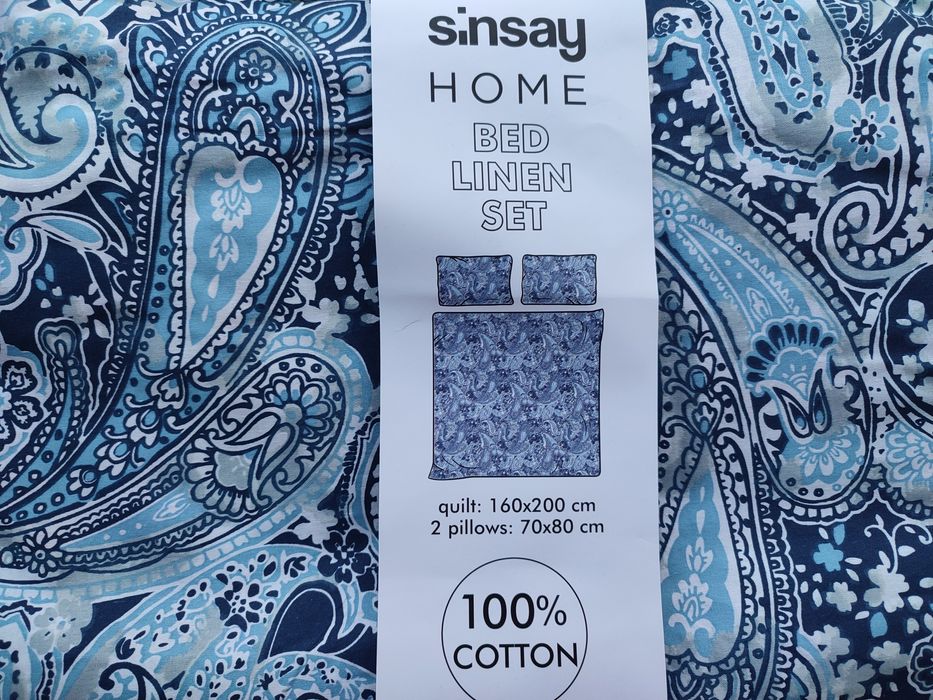 sinsay
HOME
BED
LINEN
SET
quilt: 160x200 cm
2 pillows: 70x80 cm
100%
COTTON